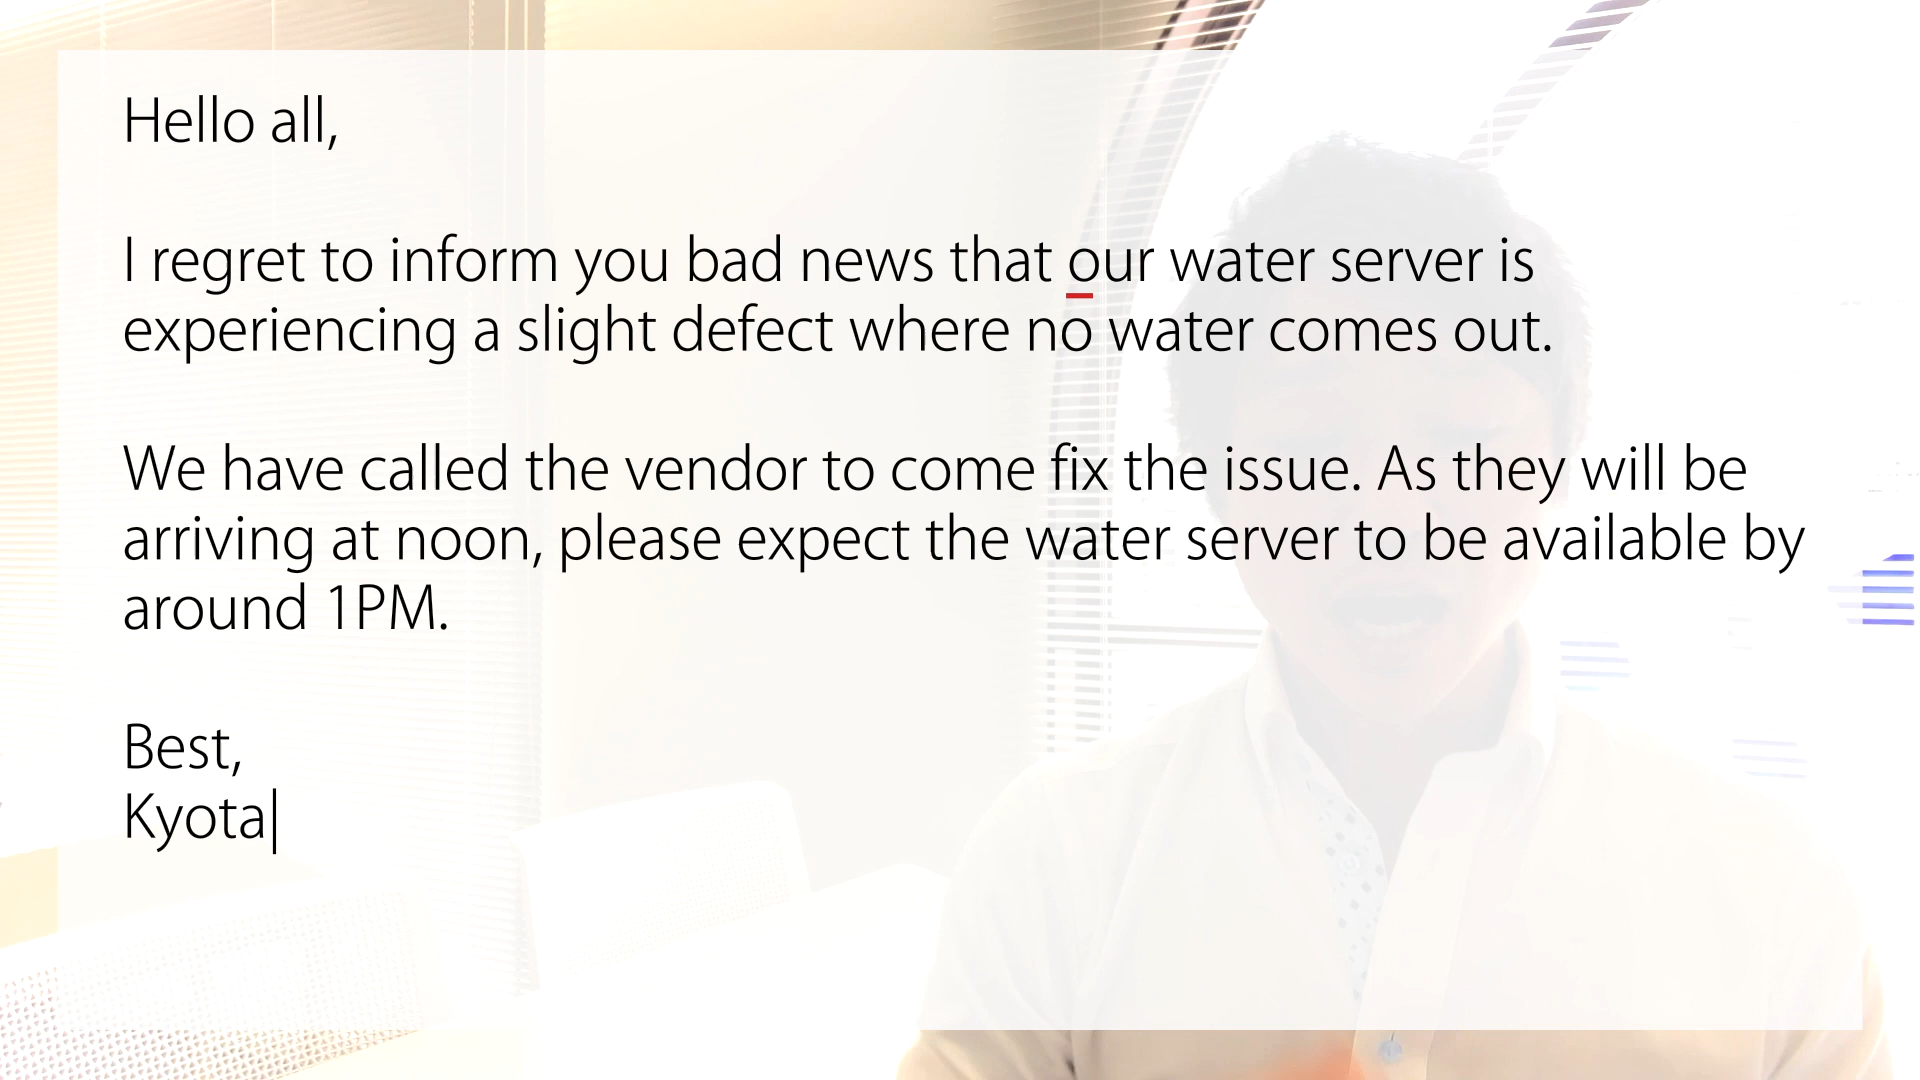 Hello all,
I regret to inform you bad news that our water server is
experiencing a slight defect where no water comes out.
We have called the vendor to come fix the issue. As they will be
arriving at noon, please expect the water server to be available by
around 1PM.
Best,
Kyota|